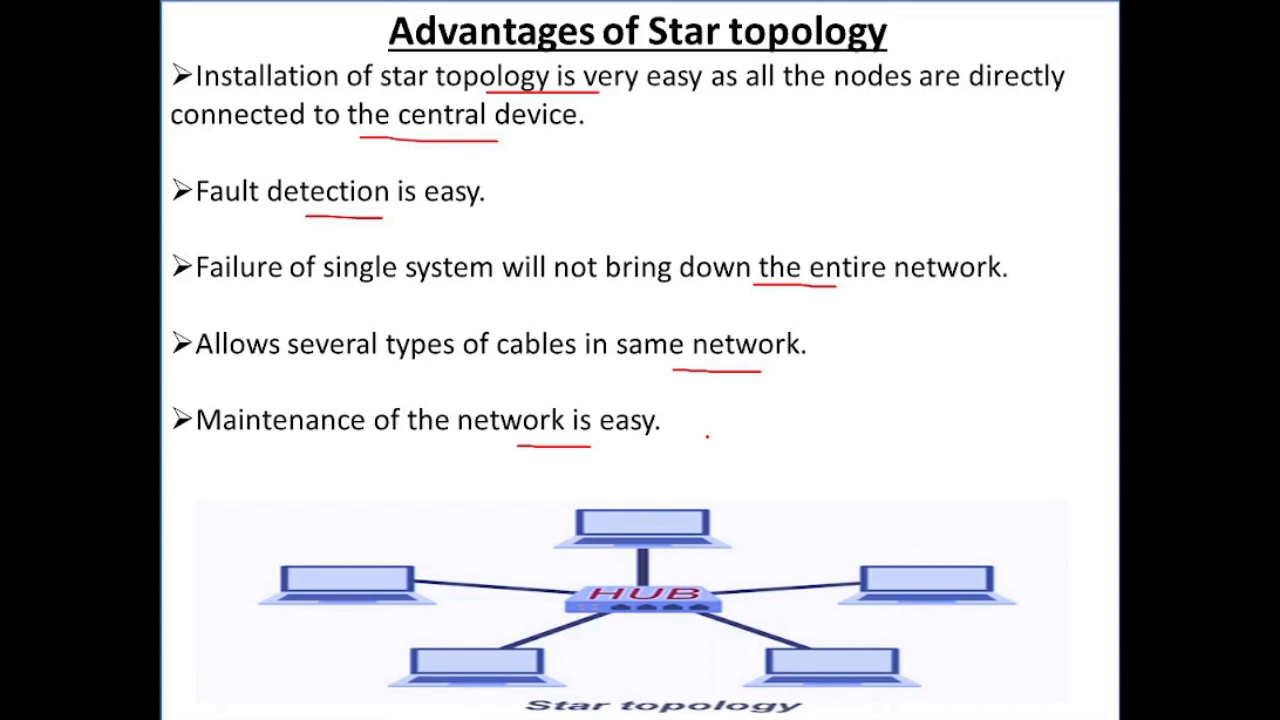 Advantages of Star topology
➢Installation of star topology is very easy as all the nodes are directly
connected to the central device.
➢Fault detection is easy.
➢Failure of single system will not bring down the entire network.
➢Allows several types of cables in same network.
➢Maintenance of the network is easy.
HUB
Star topology